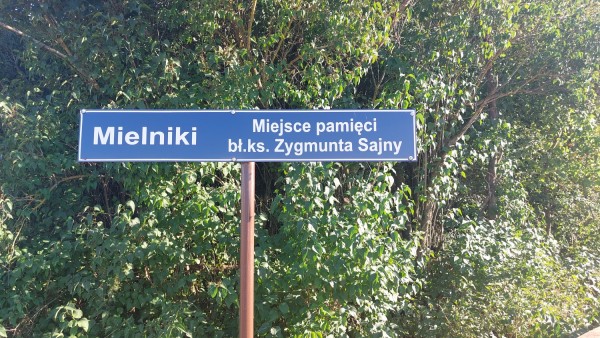 Mielniki
Miejsce pamięci
bł.ks. Zygmunta Sajny